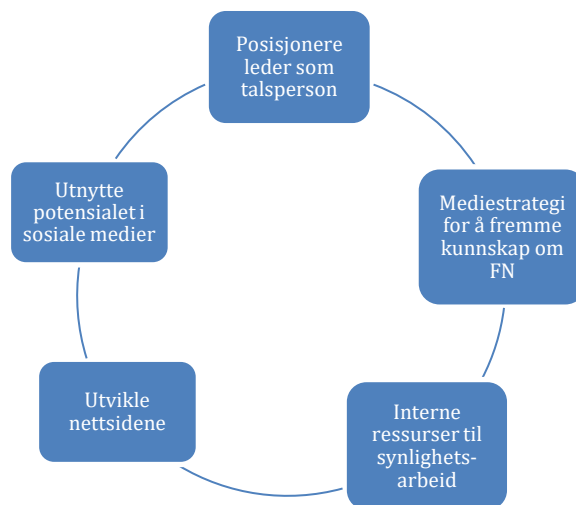 Posisjonere
leder som
talsperson
Mediestrategi
for å fremme
kunnskap om
FN
Interne
ressurser til
synlighets-
arbeid
Utvikle
nettsidene
Utnytte
potensialet i
sosiale medier